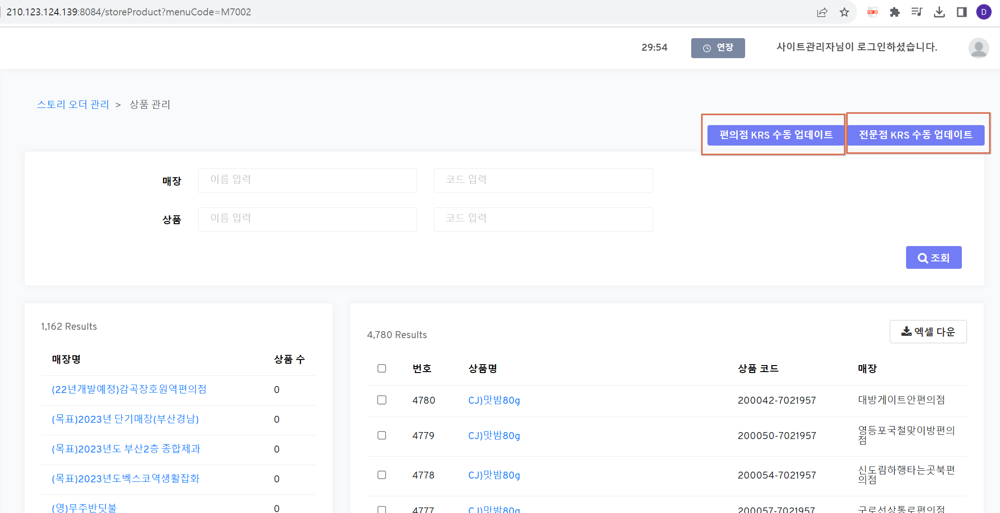 210.123.124.139:8084/storeProduct?menuCode=M7002
PDF JS
D
29:54
연장
사이트관리자님이 로그인하셨습니다.
스토리 오더 관리 > 상품 관리
편의점 KRS 수동 업데이트
전문점 KRS 수동 업데이트
매장 이름 입력 코드 입력
상품 이름 입력 코드 입력
조회
1,162 Results
매장명 상품 수
(22년개발예정)감곡장호원역편의점 0
(목표)2023년 단기매장(부산경남) 0
(목표)2023년도 부산2층 종합제과 0
(목표)2023년도벡스코역생활잡화 0
(영)무주반딧불 0
4,780 Results
엑셀 다운
번호 상품명 상품 코드 매장
4780 CJ)맛밤80g 200042-7021957 대방게이트안편의점
4779 CJ)맛밤80g 200050-7021957 영등포국철맞이방편의
점
4778 CJ)맛밤80g 200054-7021957 신도림하행타는곳북편
의점
4777 CJ)맛밤80g 200057-7021957 구로선상통로편의점